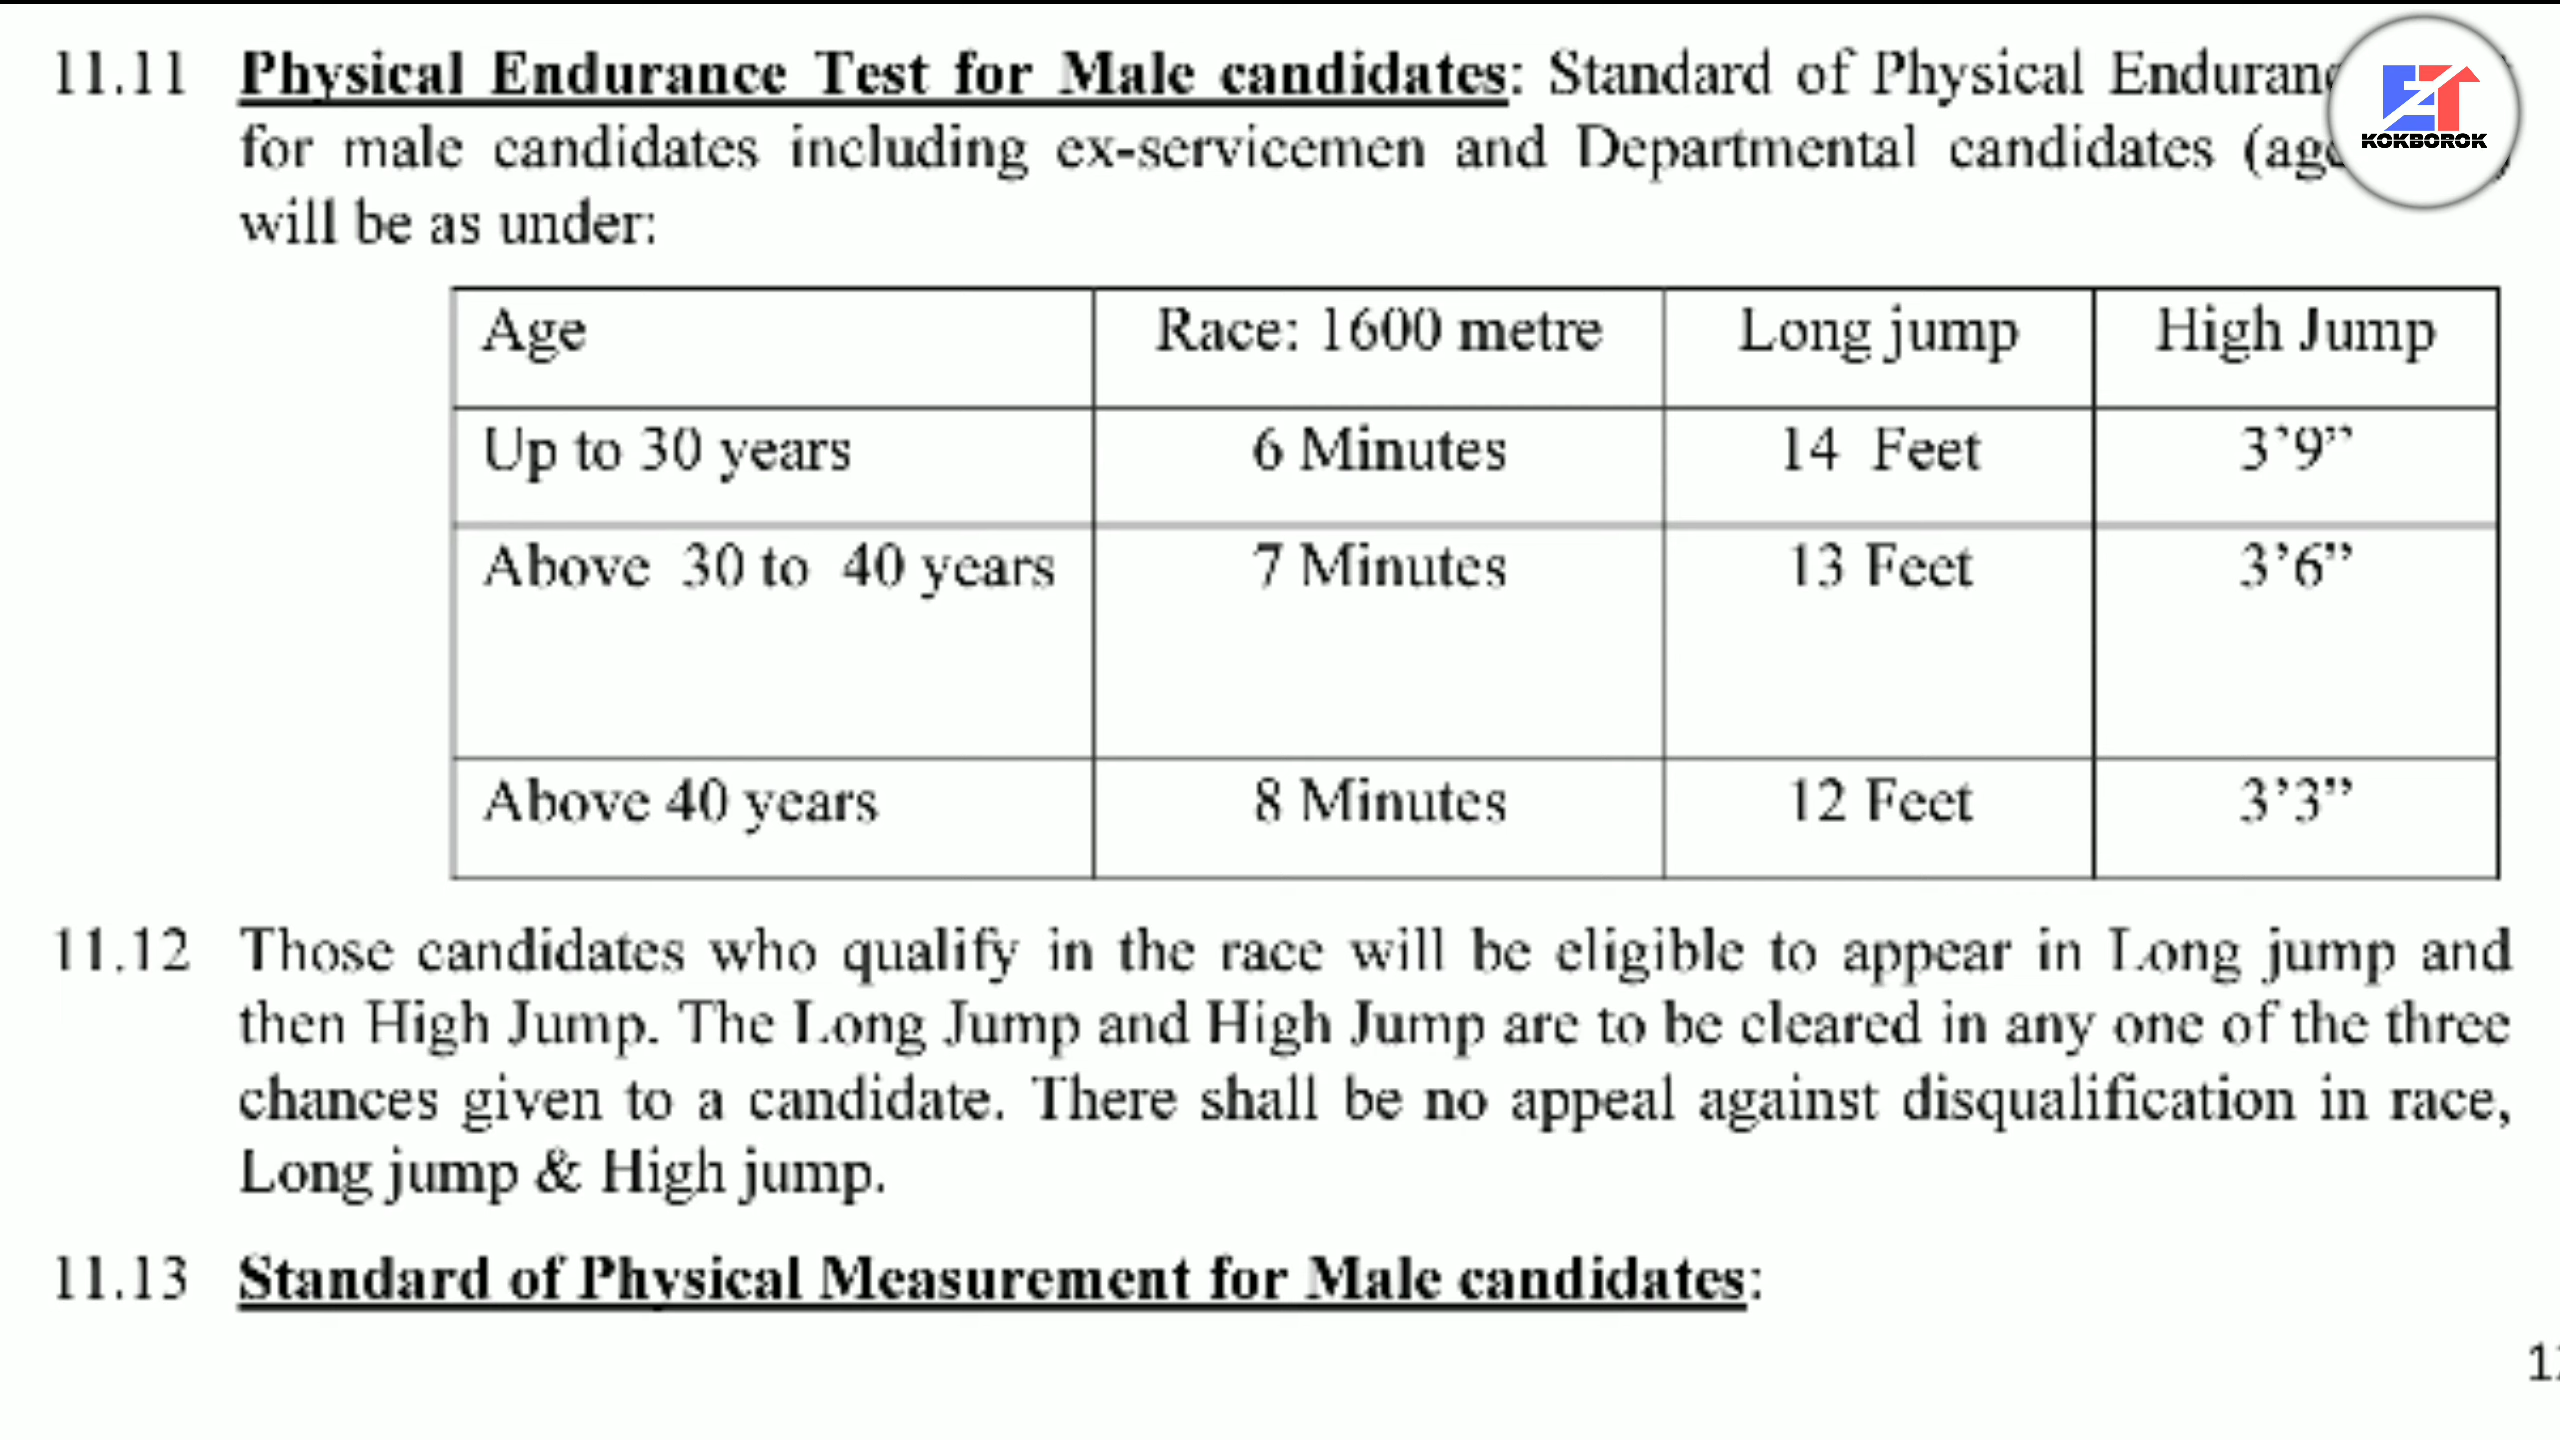 11.11 Physical Endurance Test for Male candidates: Standard of Physical
for male candidates including ex-servicemen and Departmental candidates
will be as under:
Age Race: 1600 metre Long jump High Jump
Up to 30 years 6 Minutes 14 Feet 3’9”
Above 30 to 40 years 7 Minutes 13 Feet 3’6”
Above 40 years 8 Minutes 12 Feet 3’3”
11.12 Those candidates who qualify in the race will be eligible to appear in Long jump and
then High Jump. The Long Jump and High Jump are to be cleared in any one of the three
chances given to a candidate. There shall be no appeal against disqualification in race,
Long jump & High jump.
11.13 Standard of Physical Measurement for Male candidates:
KOKBOROK